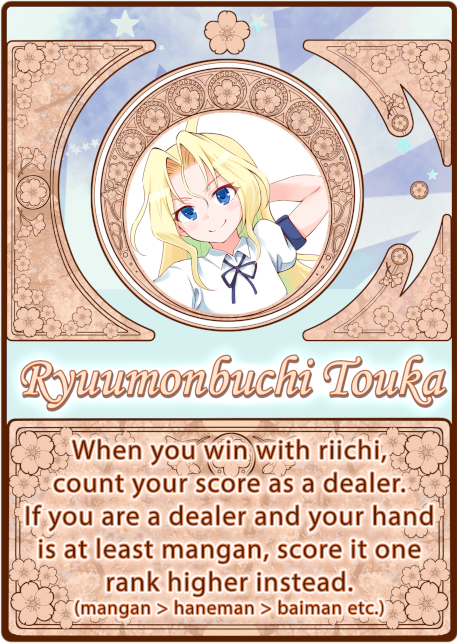 Ryuumonbuchi Touka
When you win with riichi,
count your score as a dealer.
If you are a dealer and your hand
is at least mangan, score it one
rank higher instead.
(mangan > haneman > baiman etc.)